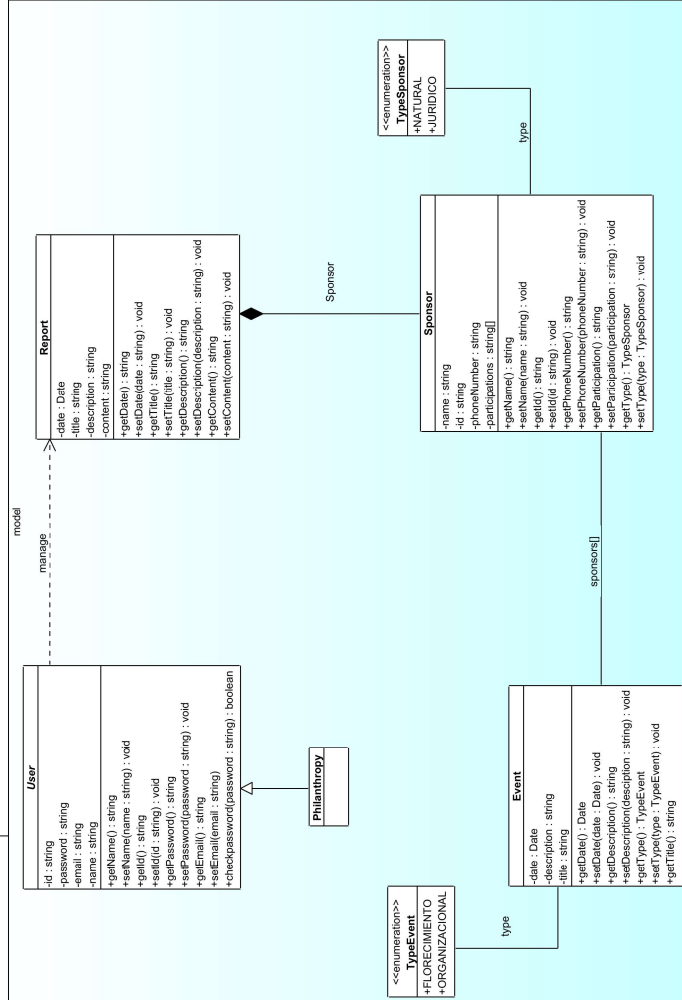 model
User
-id : string
-password : string
-email : string
-name : string
+getName() : string
+setName(name : string) : void
+getId() : string
+setId(id : string) : void
+getPassword() : string
+setPassword(password : string) : void
+getEmail() : string
+setEmail(email : string)
+checkpassword(password : string) : boolean
manage
Report
-date : Date
-title : string
-description : string
-content : string
+getDate() : string
+setDate(date : string) : void
+getTitle() : string
+setTitle(title : string) : void
+getDescription() : string
+setDescription(description : string) : void
+getContent() : string
+setContent(content : string) : void
Philanthropy
Sponsor
<<enumeration>>
TypeEvent
+FLORECIMIENTO
+ORGANIZACIONAL
type
Event
-date : Date
-description : string
-title : string
+getDate() : Date
+setDate(date : Date) : void
+getDescription() : string
+setDescription(desciption : string) : void
+getType() : TypeEvent
+setType(type : TypeEvent) : void
+getTitle() : string
sponsors[]
Sponsor
-name : string
-id : string
-phoneNumber : string
-participations : string[]
+getName() : string
+setName(name : string) : void
+getId() : string
+setId(id : string) : void
+getPhoneNumber() : string
+setPhoneNumber(phoneNumber : string) : void
+getParticipation() : string
+setParicipation(participation : string) : void
+getType() : TypeSponsor
+setType(type : TypeSponsor) : void
type
<<enumeration>>
TypeSponsor
+NATURAL
+JURIDICO